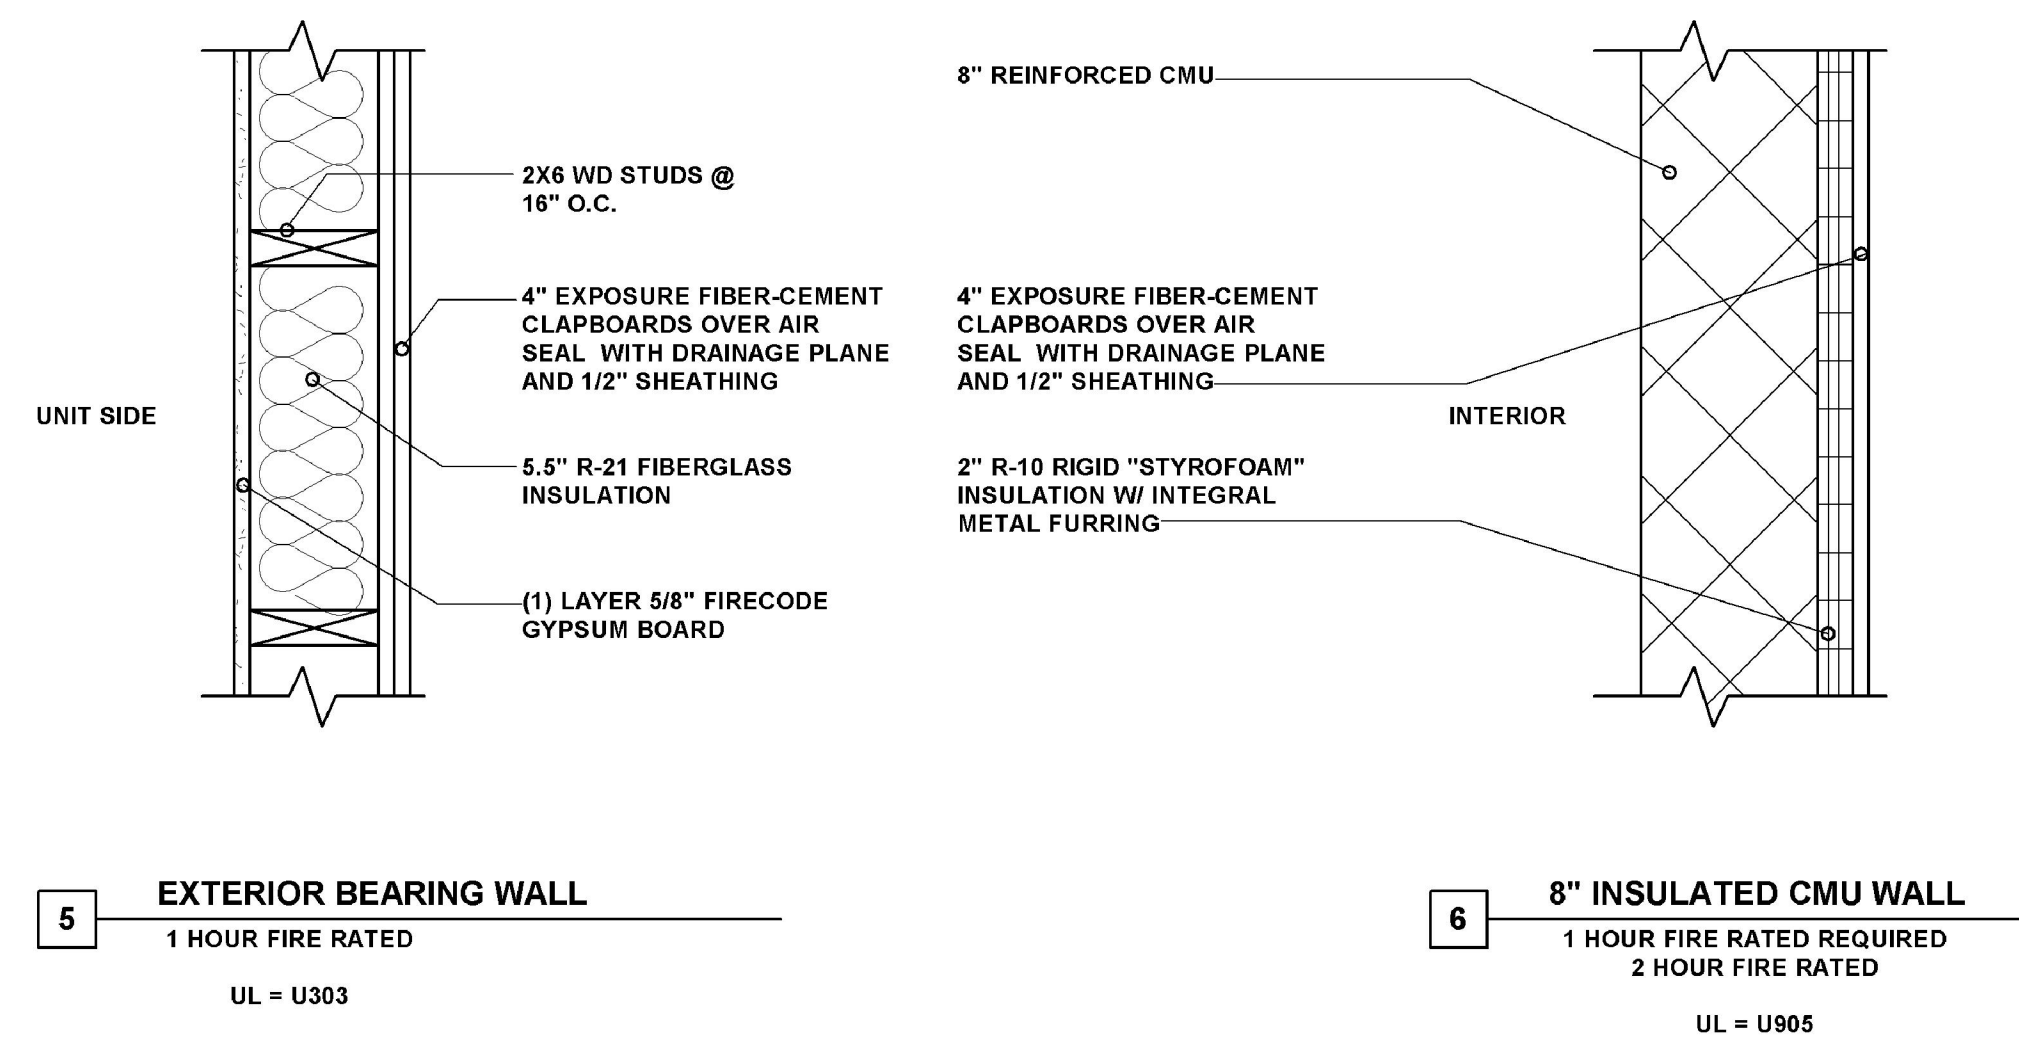 2X6 WD STUDS @
16" O.C.
4" EXPOSURE FIBER-CEMENT
CLAPBOARDS OVER AIR
SEAL  WITH DRAINAGE PLANE
AND 1/2" SHEATHING
UNIT SIDE
5.5" R-21 FIBERGLASS
INSULATION
(1) LAYER 5/8" FIRECODE
GYPSUM BOARD
5
EXTERIOR BEARING WALL
1 HOUR FIRE RATED
UL = U303
8" REINFORCED CMU
4" EXPOSURE FIBER-CEMENT
CLAPBOARDS OVER AIR
SEAL  WITH DRAINAGE PLANE
AND 1/2" SHEATHING
INTERIOR
2" R-10 RIGID "STYROFOAM"
INSULATION W/ INTEGRAL
METAL FURRING
6
8" INSULATED CMU WALL
1 HOUR FIRE RATED REQUIRED
2 HOUR FIRE RATED
UL = U905